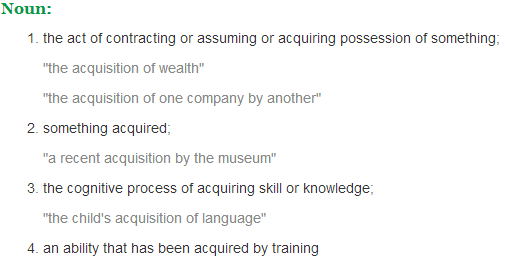 Noun:
1. the act of contracting or assuming or acquiring possession of something;
"the acquisition of wealth"
"the acquisition of one company by another"
2. something acquired;
"a recent acquisition by the museum"
3. the cognitive process of acquiring skill or knowledge;
"the child's acquisition of language"
4. an ability that has been acquired by training